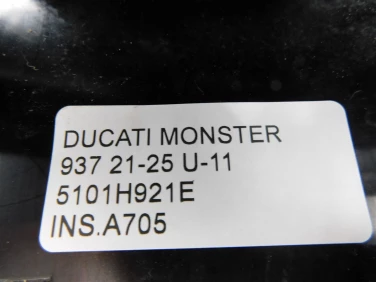 DUCATI MONSTER
937 21-25 U-11
5101H921E
INS.A705